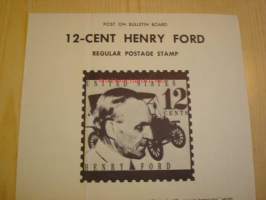 POST ON BULLETIN BOARD
12-CENT HENRY FORD
REGULAR POSTAGE STAMP
UNITED STATES
12
CENTS
HENRY FORD